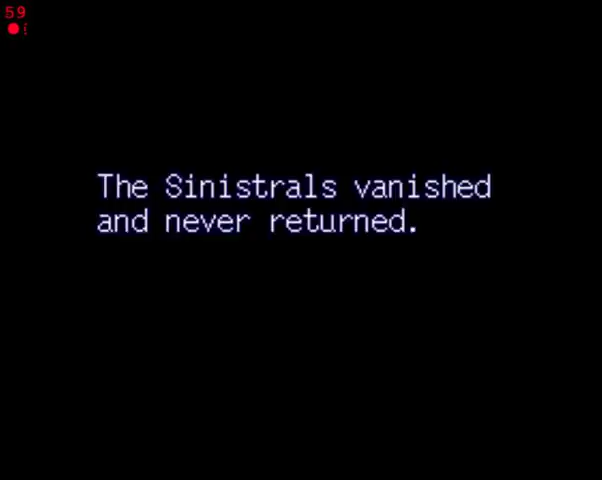 59
The Sinistrals vanished
and never returned.